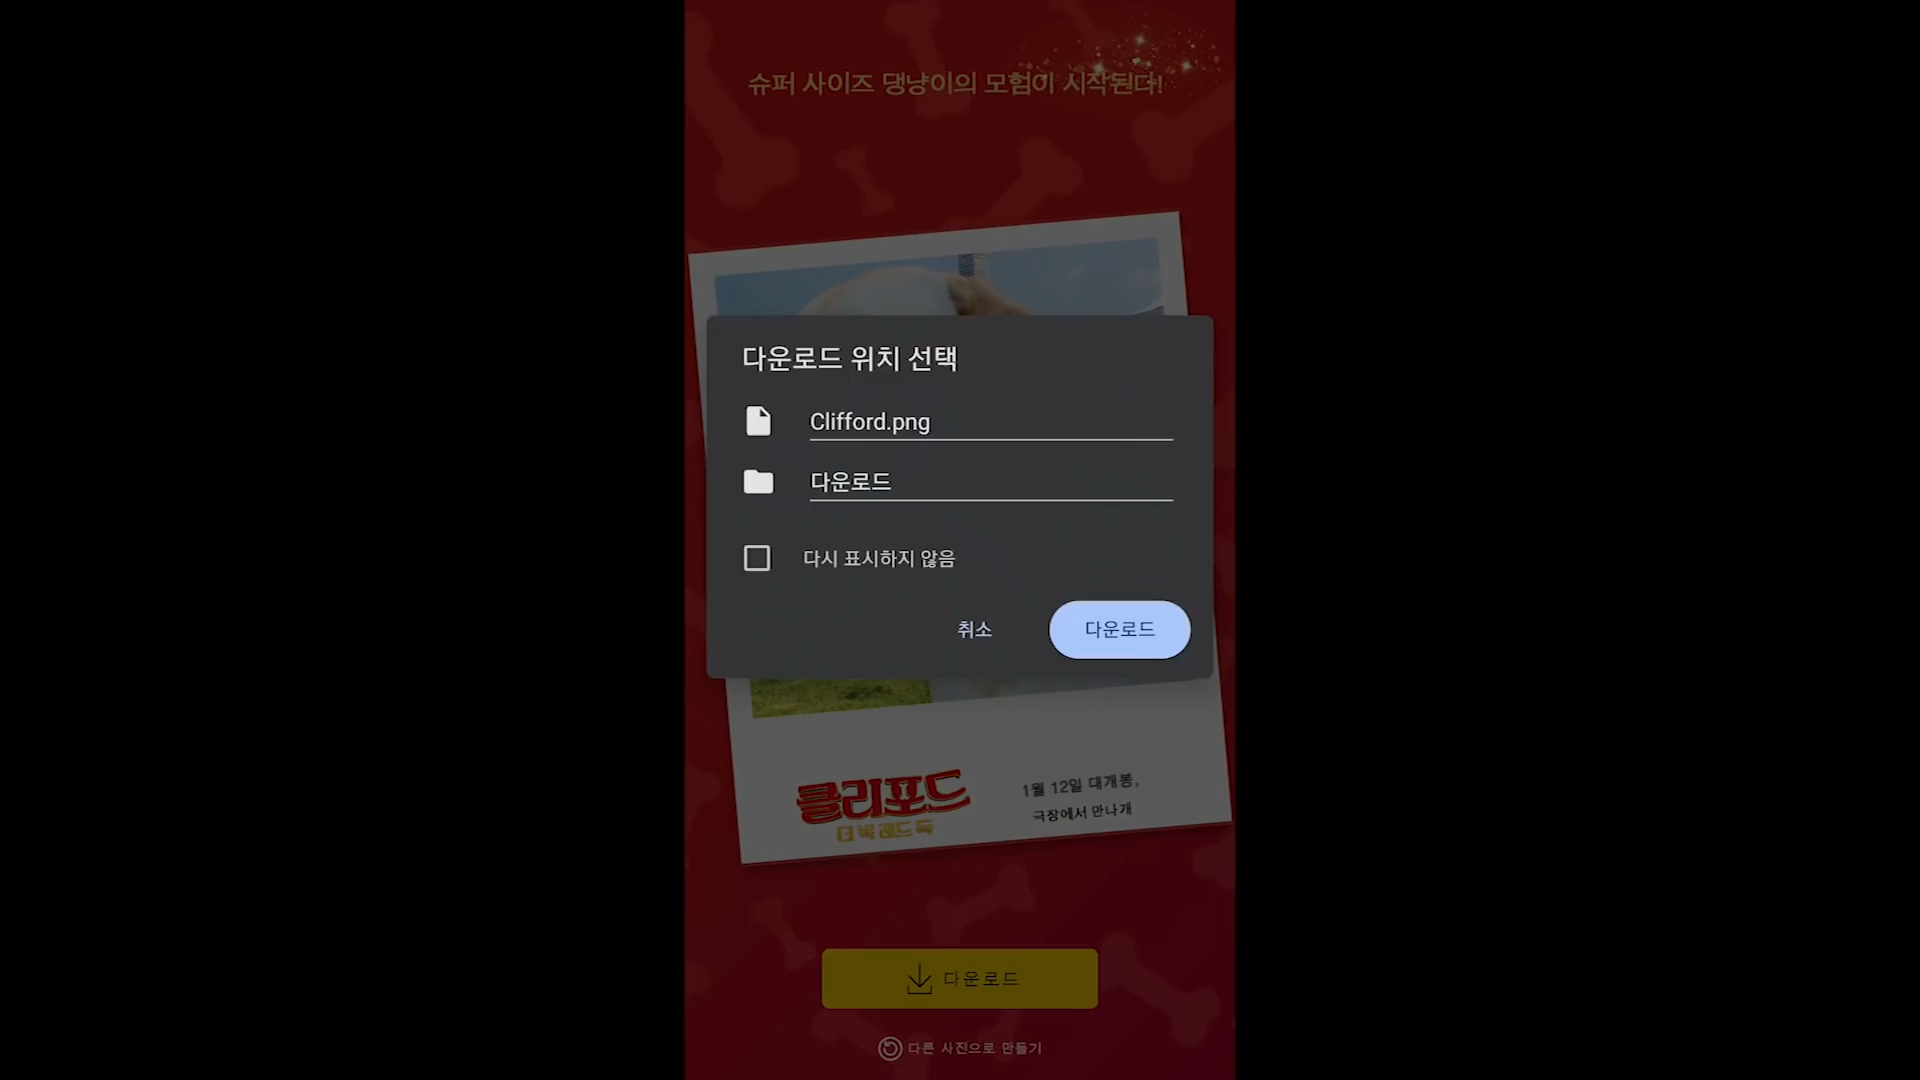 슈퍼 사이즈 댕냥이의 모험이 시작된다!
다운로드 위치 선택
Clifford.png
다운로드
다시 표시하지 않음
취소
다운로드
클리포드
더 빅 레드 독
1월 12일 대개봉,
극장에서 만나개
다운로드
다른 사진으로 만들기